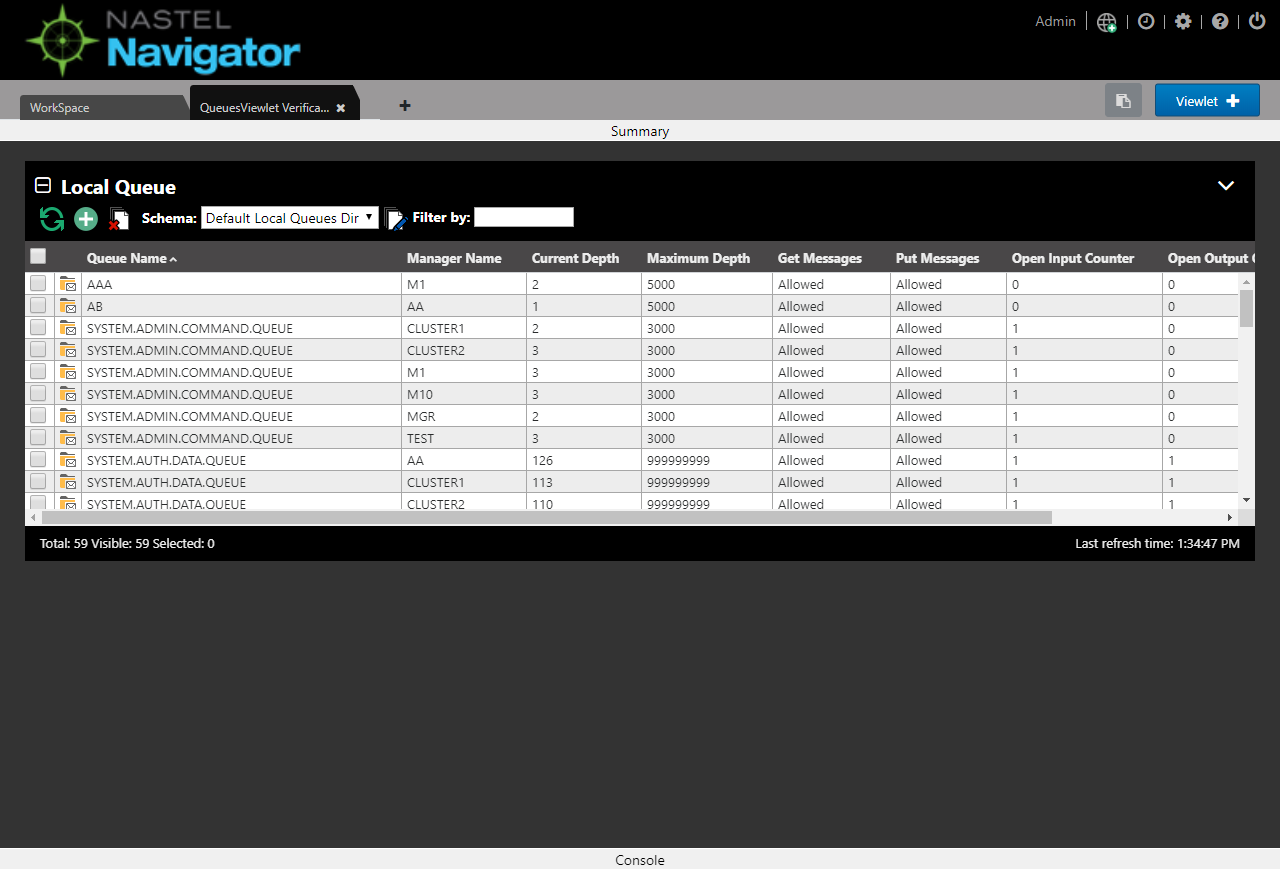 NASTEL
Navigator
Admin
WorkSpace
QueuesViewlet Verifica...
Viewlet
Summary
Local Queue
Schema: Default Local Queues Dir Filter by:
Queue Name Manager Name Current Depth Maximum Depth Get Messages Put Messages Open Input Counter Open Output
AAA M1 2 5000 Allowed Allowed 0 0
AB AA 1 5000 Allowed Allowed 0 0
SYSTEM.ADMIN.COMMAND.QUEUE CLUSTER1 2 3000 Allowed Allowed 1 0
SYSTEM.ADMIN.COMMAND.QUEUE CLUSTER2 3 3000 Allowed Allowed 1 0
SYSTEM.ADMIN.COMMAND.QUEUE M1 3 3000 Allowed Allowed 1 0
SYSTEM.ADMIN.COMMAND.QUEUE M10 3 3000 Allowed Allowed 1 0
SYSTEM.ADMIN.COMMAND.QUEUE MGR 2 3000 Allowed Allowed 1 0
SYSTEM.ADMIN.COMMAND.QUEUE TEST 3 3000 Allowed Allowed 1 0
SYSTEM.AUTH.DATA.QUEUE AA 126 999999999 Allowed Allowed 1 1
SYSTEM.AUTH.DATA.QUEUE CLUSTER1 113 999999999 Allowed Allowed 1 1
SYSTEM.AUTH.DATA.QUEUE CLUSTER2 110 999999999 Allowed Allowed 1 1
Total: 59 Visible: 59 Selected: 0
Last refresh time: 1:34:47 PM
Console